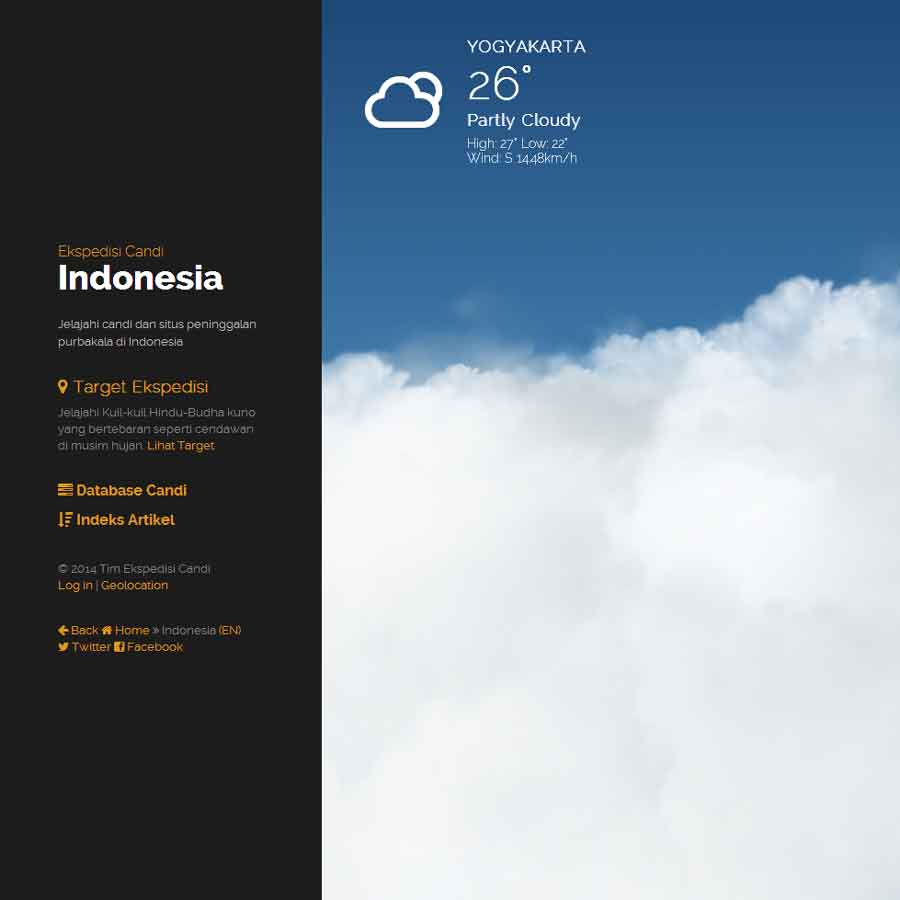 Ekspedisi Candi
Indonesia
Jelajahi candi dan situs peninggalan
purbakala di Indonesia
Target Ekspedisi
Jelajahi Kuil-kuil Hindu-Budha kuno
yang bertebaran seperti cendawan
di musim hujan. Lihat Target
Database Candi
Indeks Artikel
© 2014 Tim Ekspedisi Candi
Log in | Geolocation
Back Home » Indonesia (EN)
Twitter Facebook
YOGYAKARTA
26°
Partly Cloudy
High: 27° Low: 22°
Wind: S 14.48km/h